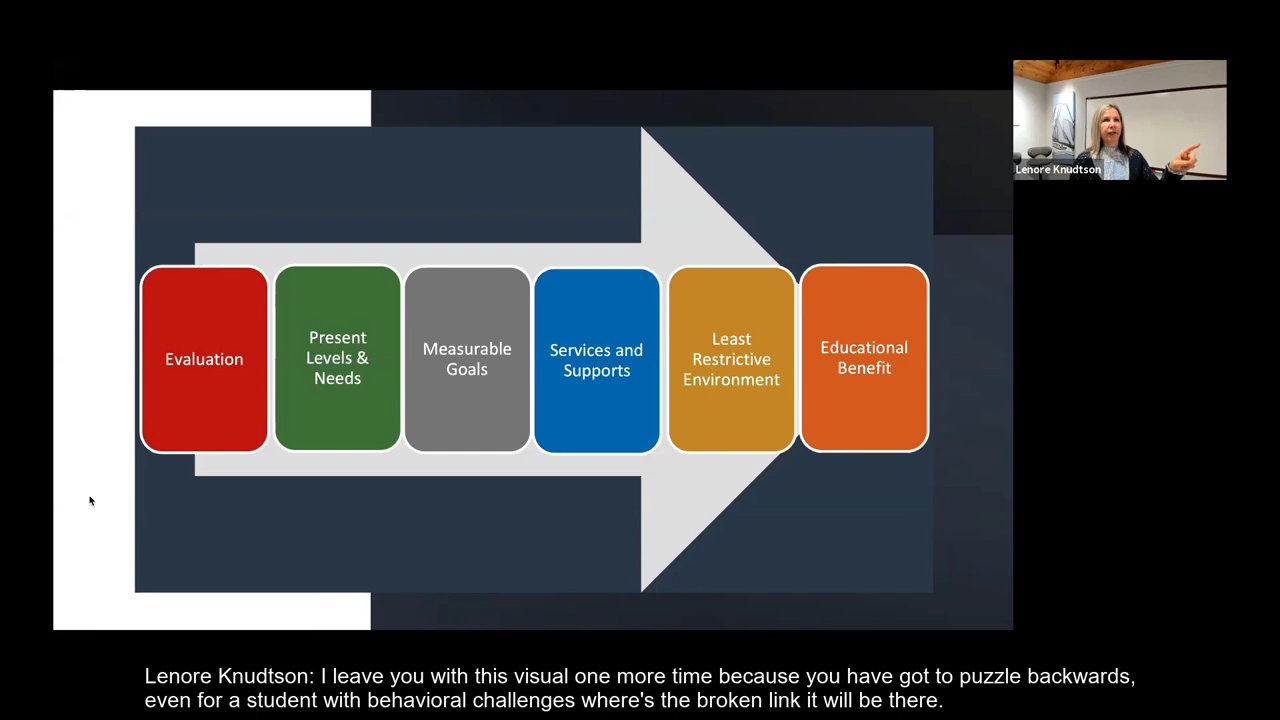 Lenore Knudtson
Evaluation
Present
Levels &
Needs
Measurable
Goals
Services and
Supports
Least
Restrictive
Environment
Educational
Benefit
Lenore Knudtson: I leave you with this visual one more time because you have got to puzzle backwards,
even for a student with behavioral challenges where's the broken link it will be there.